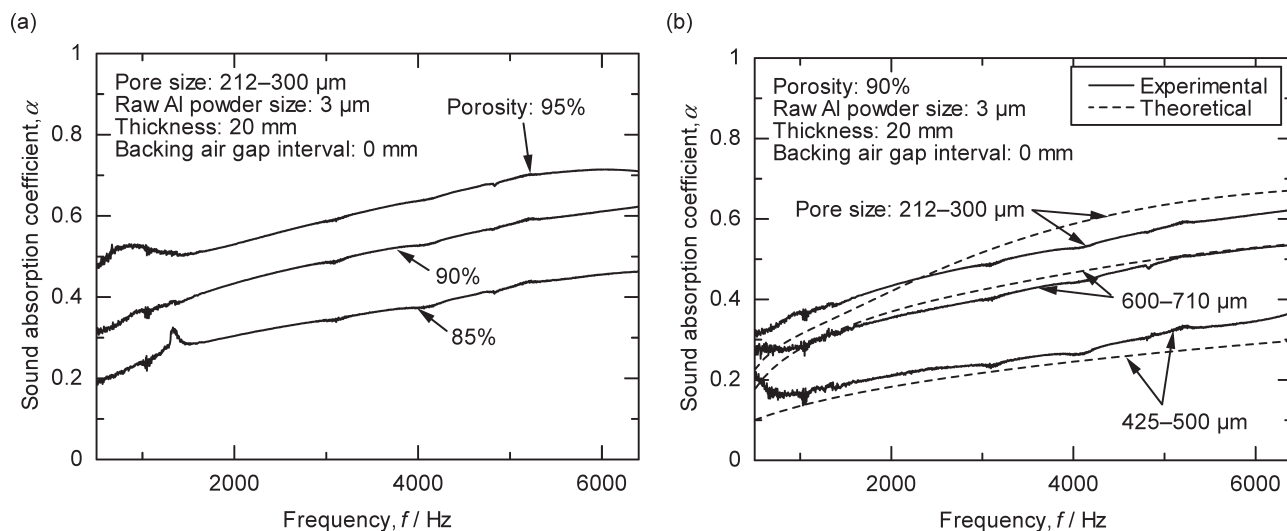 (a)
1
0.8
0.6
0.4
0.2
0
Sound absorption coefficient, α
Pore size: 212–300 µm
Raw Al powder size: 3 µm
Thickness: 20 mm
Backing air gap interval: 0 mm
Porosity: 95%
90%
85%
2000
4000
6000
Frequency, f / Hz
(b)
1
0.8
0.6
0.4
0.2
0
Sound absorption coefficient, α
Porosity: 90%
Raw Al powder size: 3 µm
Thickness: 20 mm
Backing air gap interval: 0 mm
Experimental
Theoretical
Pore size: 212–300 µm
600–710 µm
425–500 µm
2000
4000
6000
Frequency, f / Hz